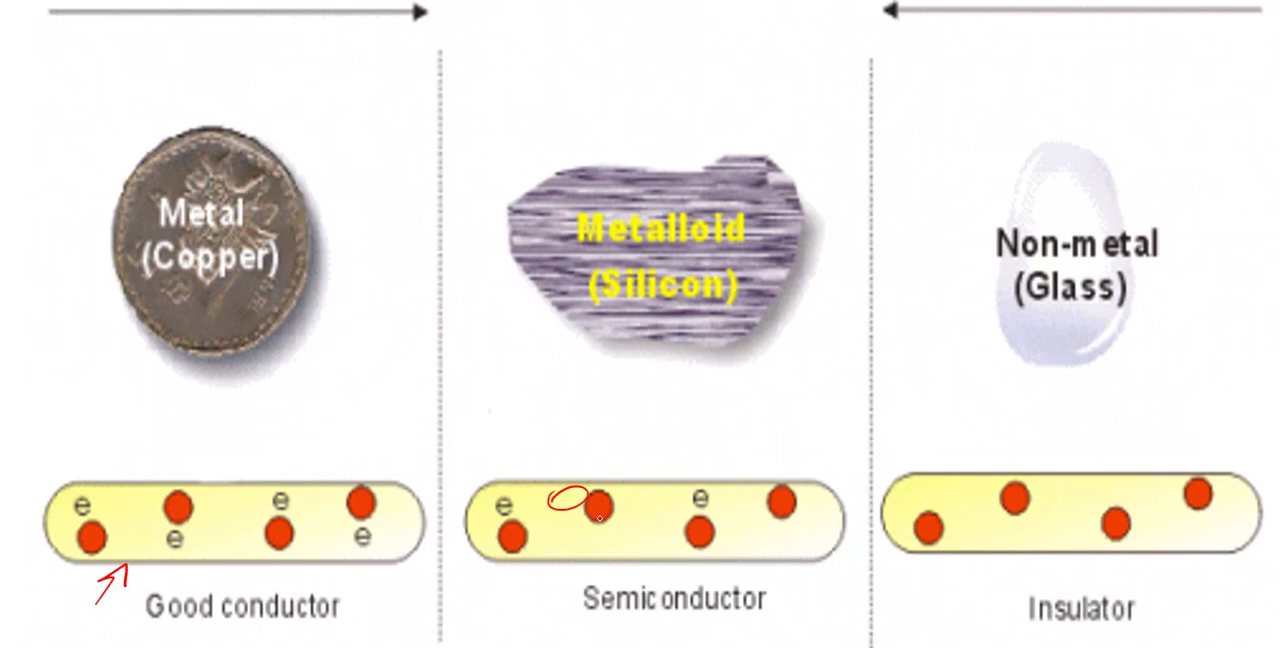 Metal
(Copper)
Metalloid
(Silicon)
Non-metal
(Glass)
e
e
e
e
e
e
Good conductor
Semiconductor
Insulator